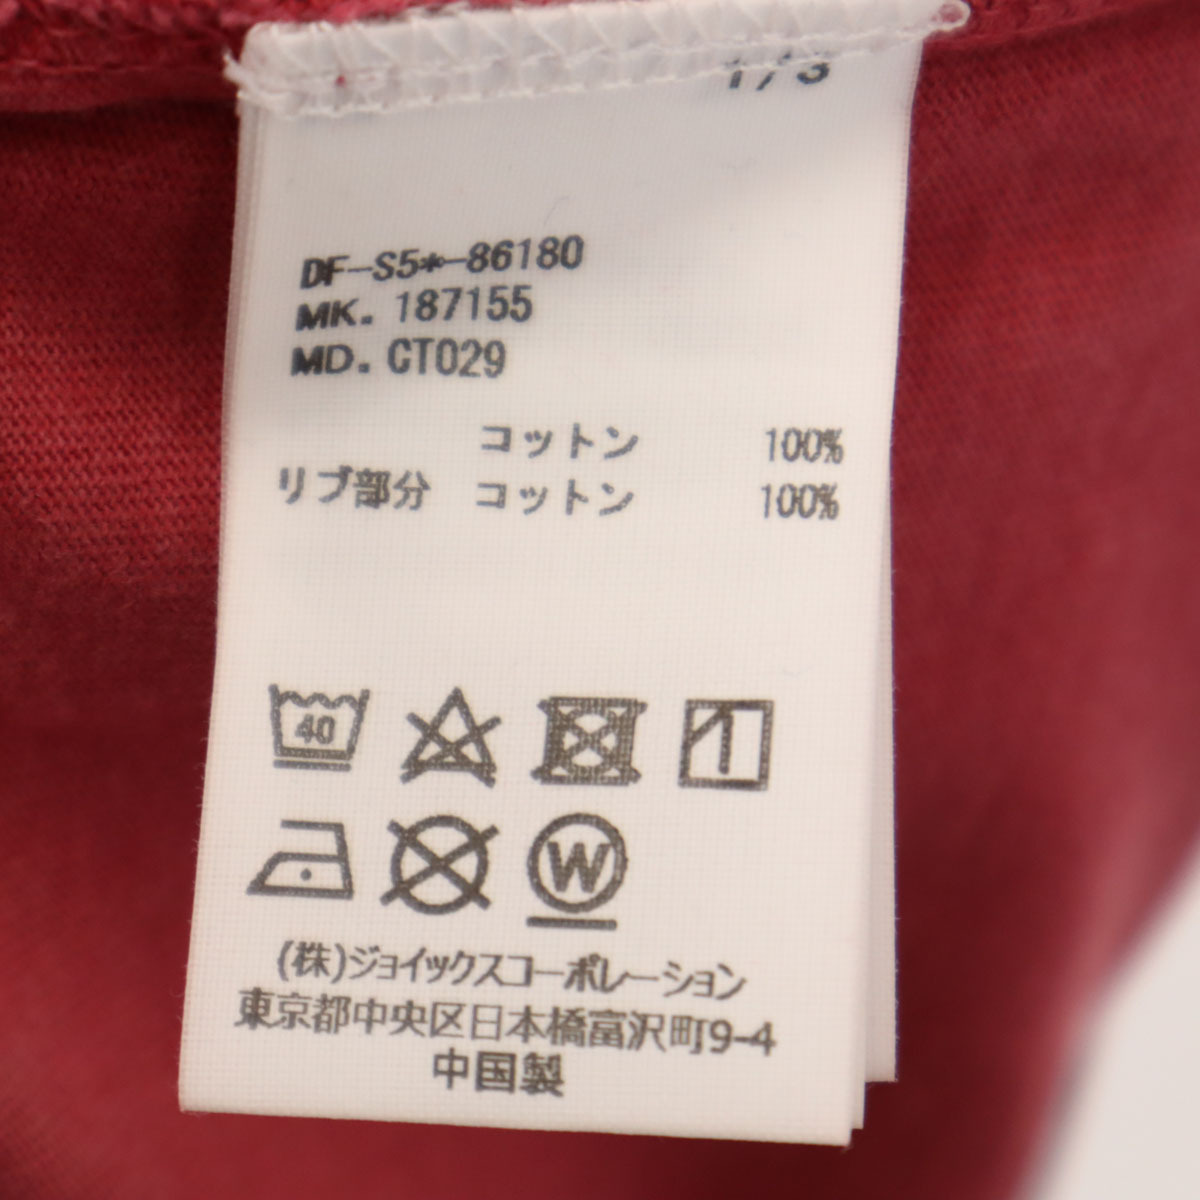 1/3
DF-S5*-86180
MK. 187155
MD. CT029
コットン 100%
リブ部分 コットン 100%
40
W
(株)ジョイックスコーポレーション
東京都中央区日本橋富沢町9-4
中国製